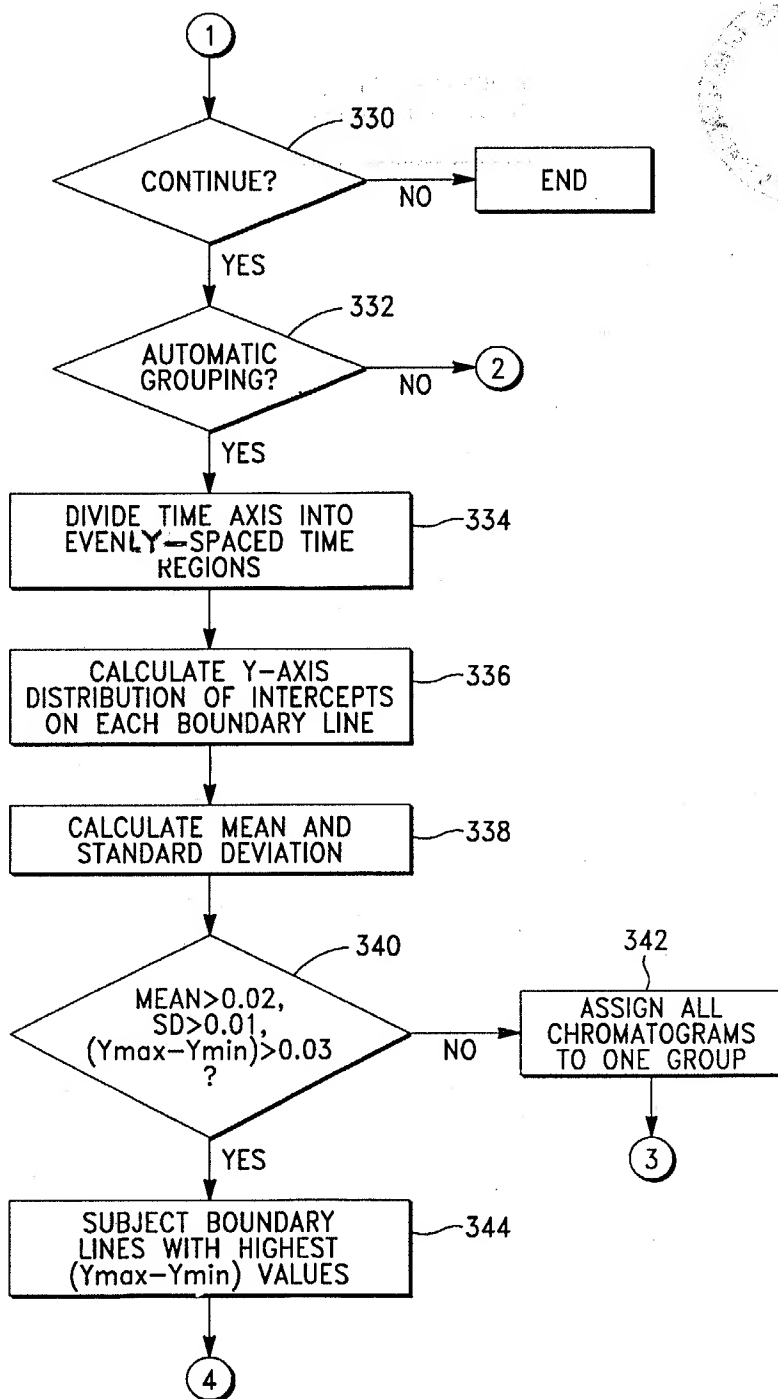 1
330
CONTINUE?
NO
END
YES
332
AUTOMATIC
GROUPING?
NO
2
YES
DIVIDE TIME AXIS INTO
EVENLY-SPACED TIME
REGIONS
334
CALCULATE Y-AXIS
DISTRIBUTION OF INTERCEPTS
ON EACH BOUNDARY LINE
336
CALCULATE MEAN AND
STANDARD DEVIATION
338
340
MEAN>0.02,
SD>0.01,
(Ymax-Ymin)>0.03
?
NO
342
ASSIGN ALL
CHROMATOGRAMS
TO ONE GROUP
3
YES
SUBJECT BOUNDARY
LINES WITH HIGHEST
(Ymax-Ymin) VALUES
344
4